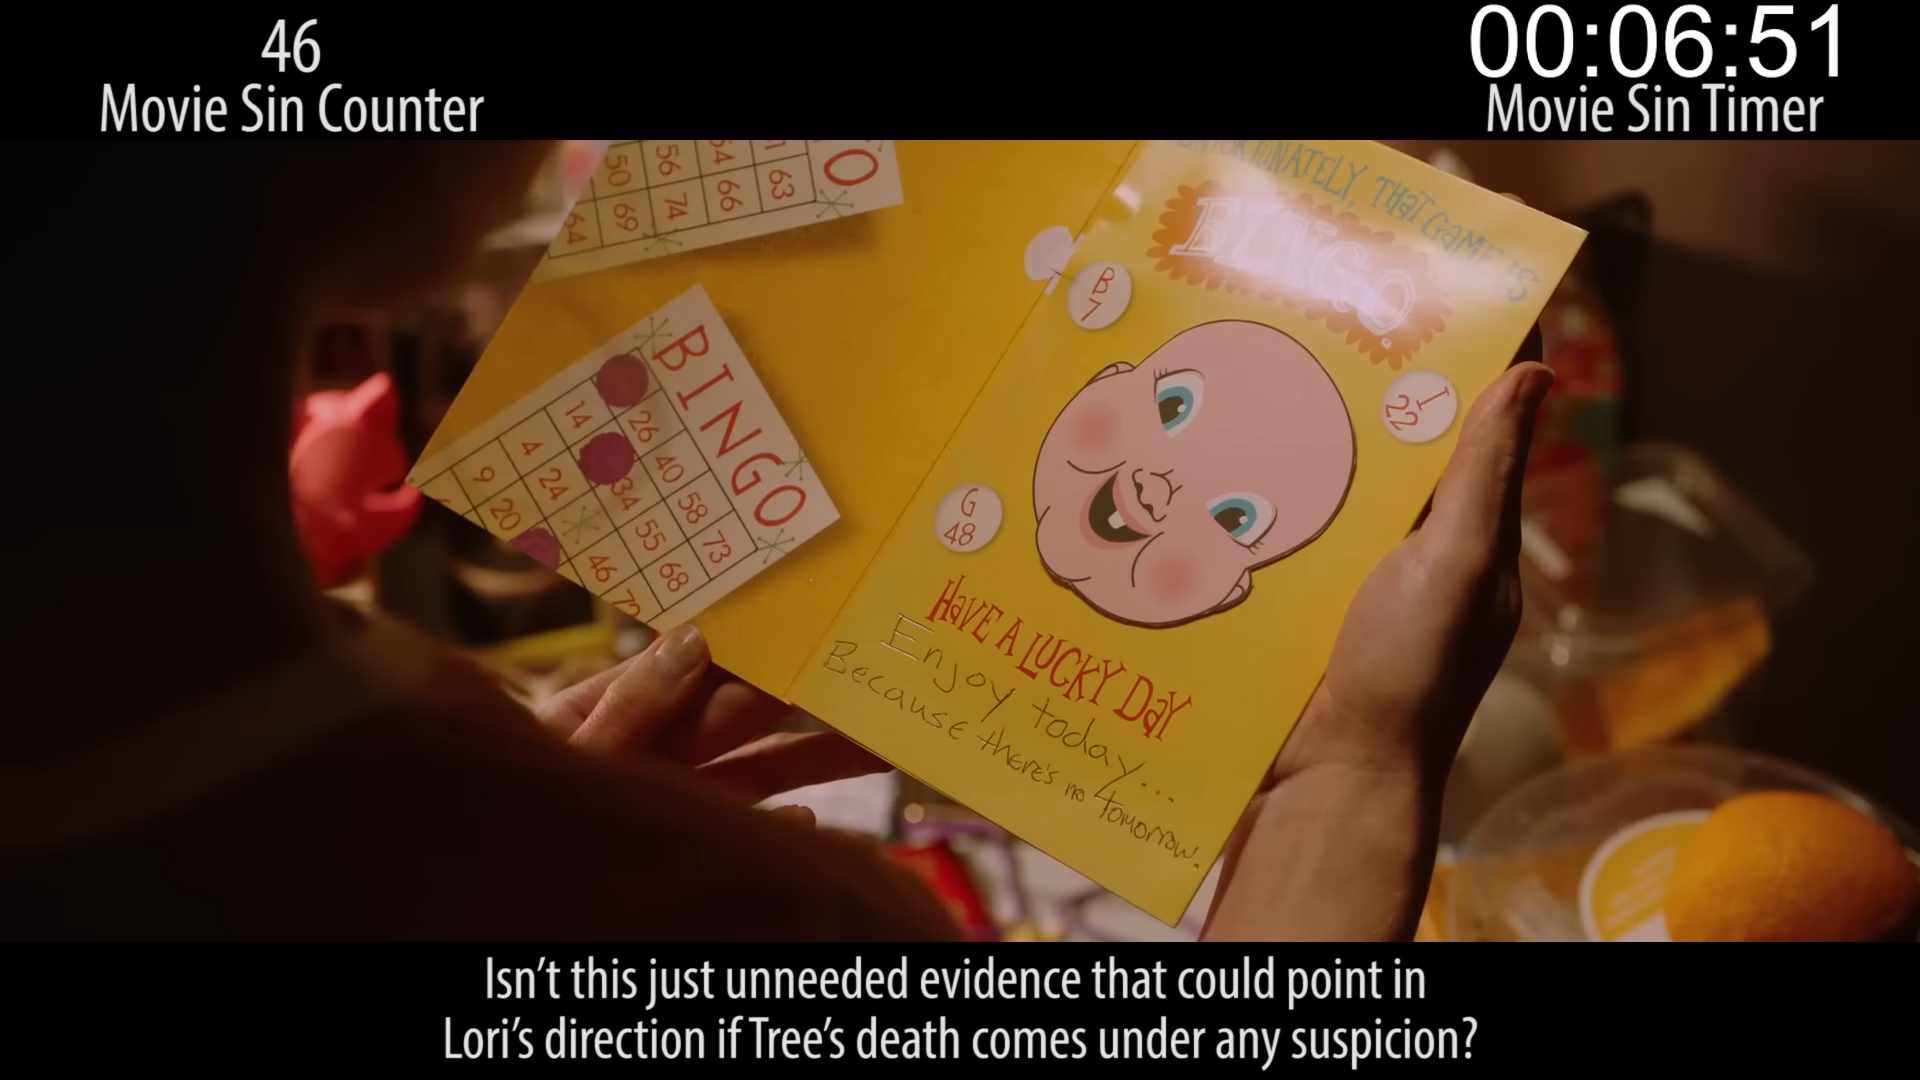 46
Movie Sin Counter
00:06:51
Movie Sin Timer
50 56 54 63
64 69 74 66
O
BINGO
14 26 40 58 73
4 24 34 55 68
9 20 46 72
THAT GAME'S
BINGO.
B
7
I
22
G
48
HAVE A LUCKY DAY
Enjoy today...
Because there's no tomorrow.
Isn't this just unneeded evidence that could point in
Lori's direction if Tree's death comes under any suspicion?